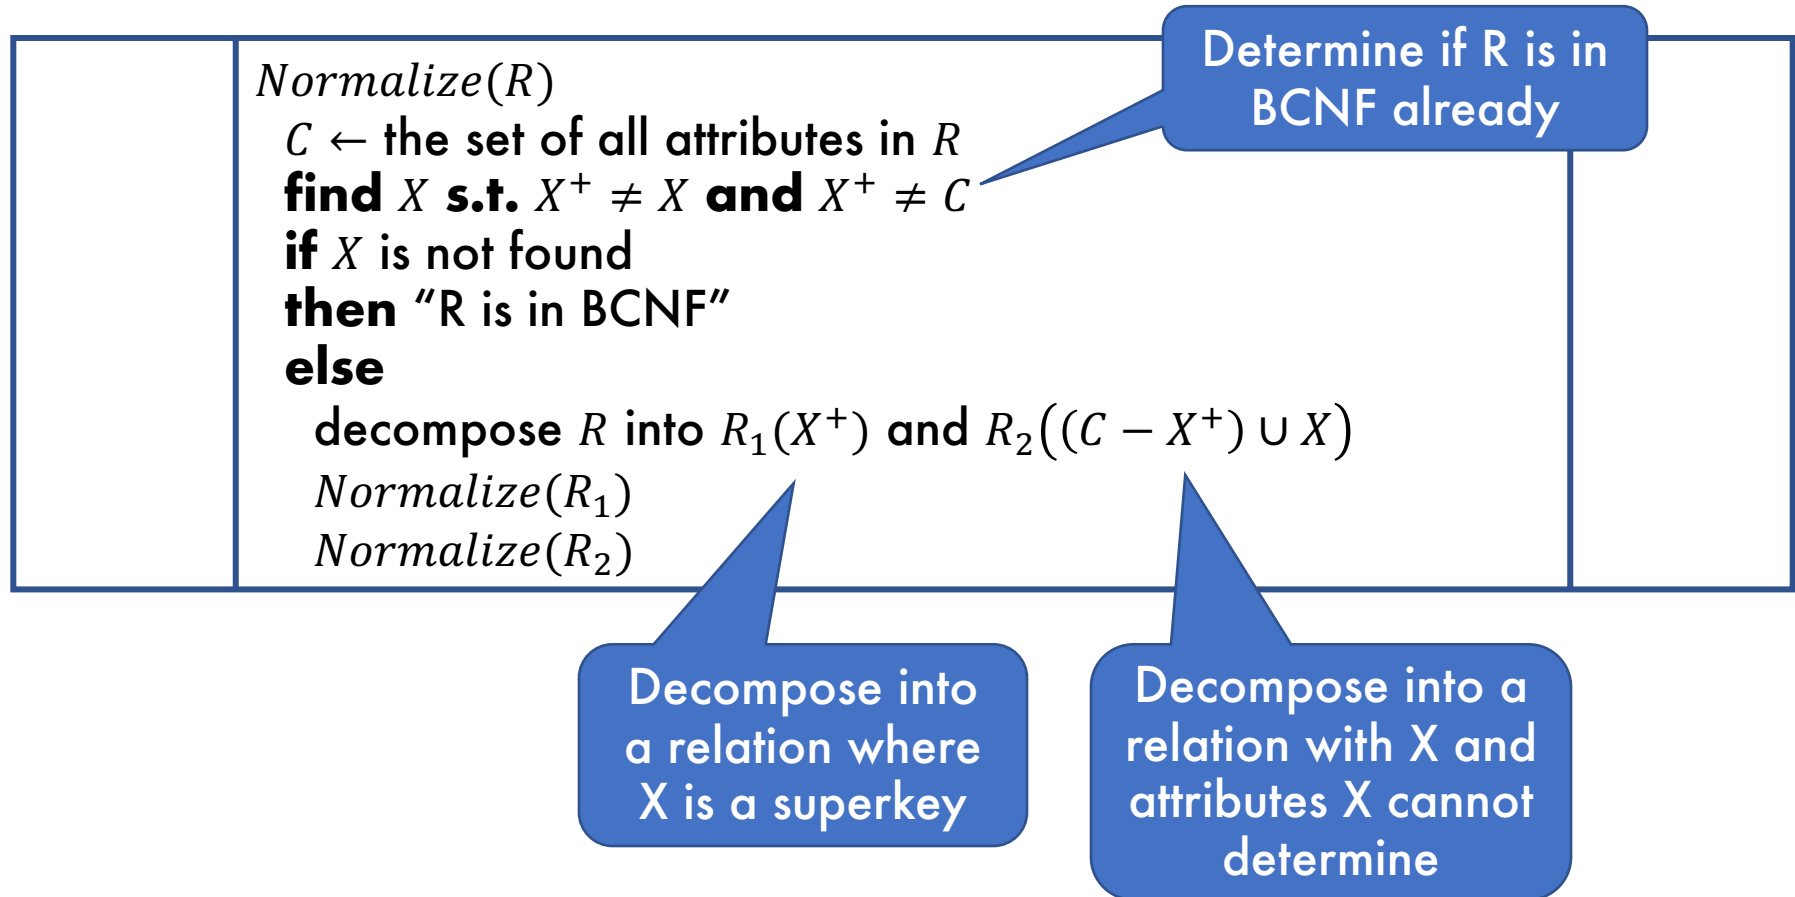 Determine if R is in
BCNF already
Normalize(R)
C ← the set of all attributes in R
find X s.t. X⁺ ≠ X and X⁺ ≠ C
if X is not found
then “R is in BCNF”
else
decompose R into R₁(X⁺) and R₂((C − X⁺) ∪ X)
Normalize(R₁)
Normalize(R₂)
Decompose into
a relation where
X is a superkey
Decompose into a
relation with X and
attributes X cannot
determine